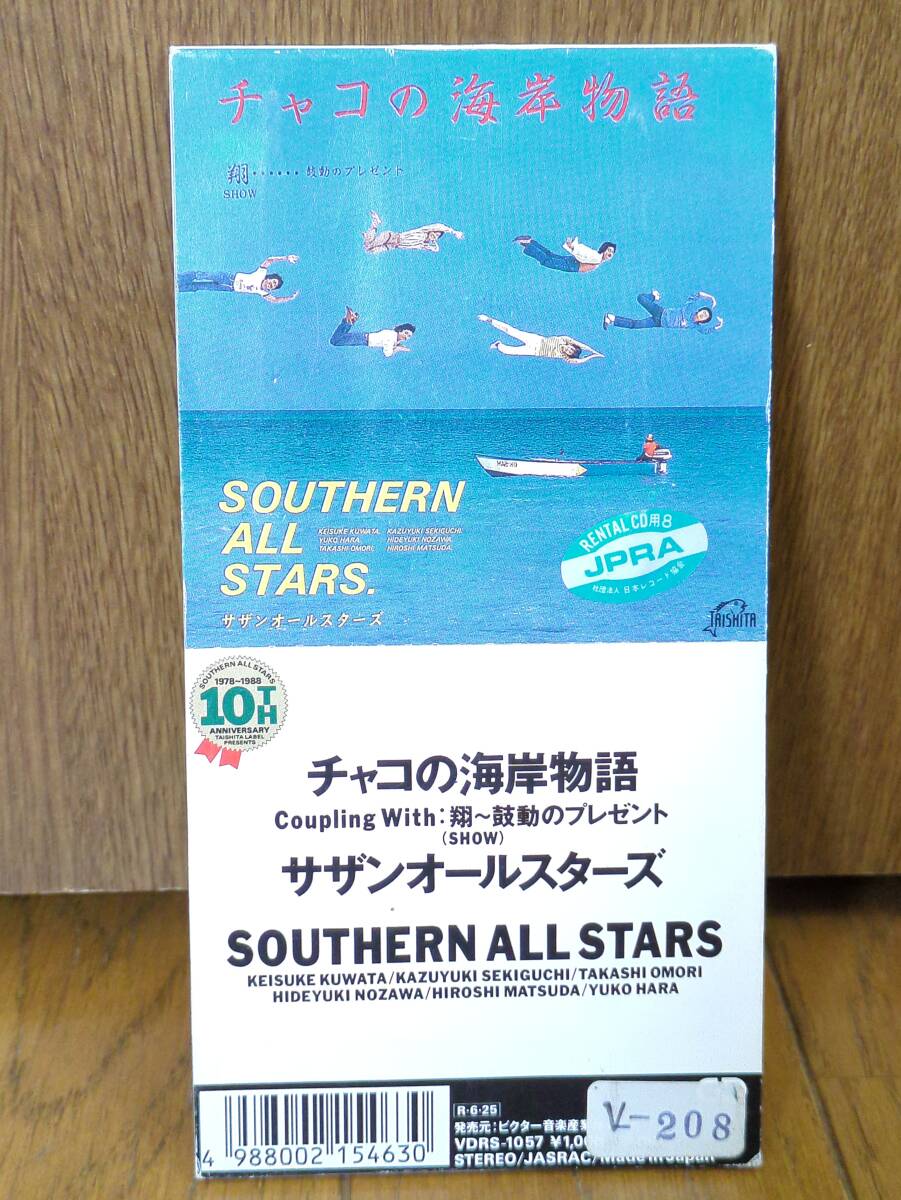 チャコの海岸物語
翔‥‥‥鼓動のプレゼント
SHOW
SOUTHERN
ALL
STARS.
KEISUKE KUWATA. KAZUYUKI SEKIGUCHI.
YUKO HARA. HIDEYUKI NOZAWA.
TAKASHI OMORI. HIROSHI MATSUDA.
サザンオールスターズ
RENTAL CD用8
JPRA
社団法人 日本レコード協会
TAISHITA
SOUTHERN ALL STARS
1978~1988
10TH
ANNIVERSARY
TAISHITA LABEL
PRESENTS
チャコの海岸物語
Coupling With:翔~鼓動のプレゼント
(SHOW)
サザンオールスターズ
SOUTHERN ALL STARS
KEISUKE KUWATA/KAZUYUKI SEKIGUCHI/TAKASHI OMORI
HIDEYUKI NOZAWA/HIROSHI MATSUDA/YUKO HARA
R・6・25
発売元:ビクター音楽産業
VDRS-1057 ¥1,0
STEREO/JASRAC/Made in Japan
V-208
4 988002 154630